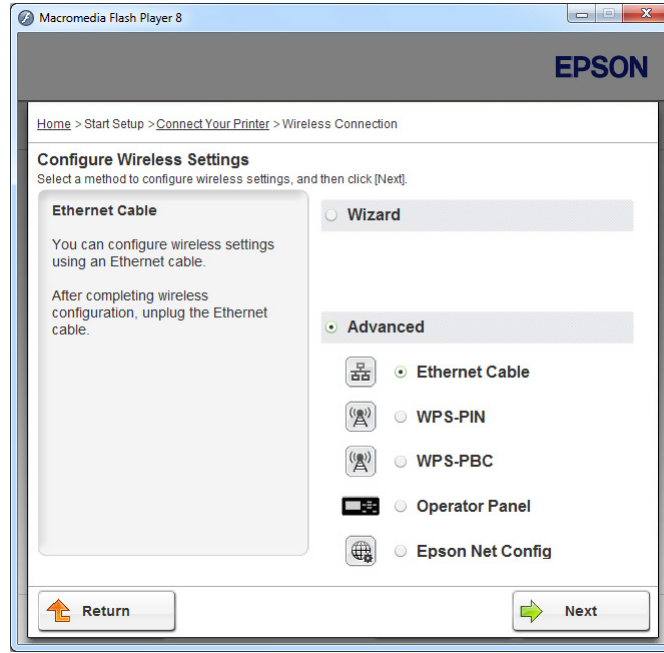 Macromedia Flash Player 8
EPSON
Home > Start Setup > Connect Your Printer > Wireless Connection
Configure Wireless Settings
Select a method to configure wireless settings, and then click [Next].
Ethernet Cable
You can configure wireless settings
using an Ethernet cable.
After completing wireless
configuration, unplug the Ethernet
cable.
Wizard
Advanced
Ethernet Cable
WPS-PIN
WPS-PBC
Operator Panel
Epson Net Config
Return
Next